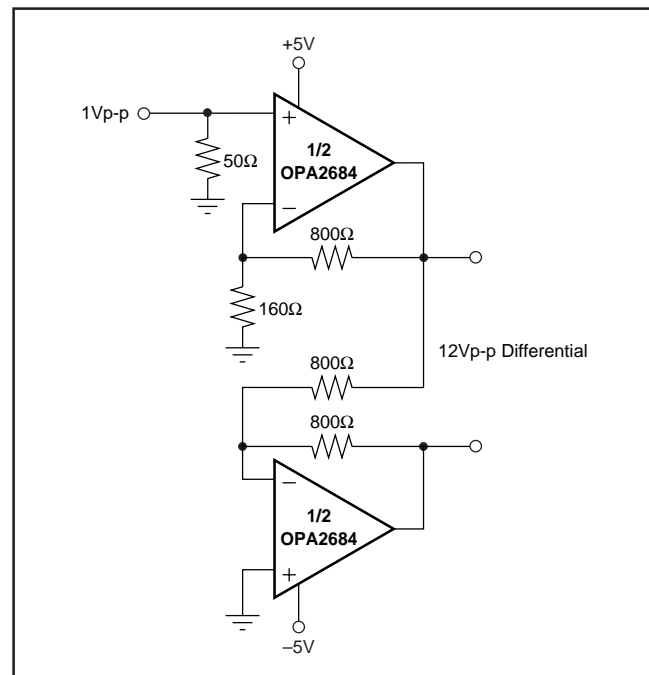 +5V
1Vp-p
+
1/2
OPA2684
50Ω
−
800Ω
160Ω
12Vp-p Differential
800Ω
800Ω
−
1/2
OPA2684
+
–5V